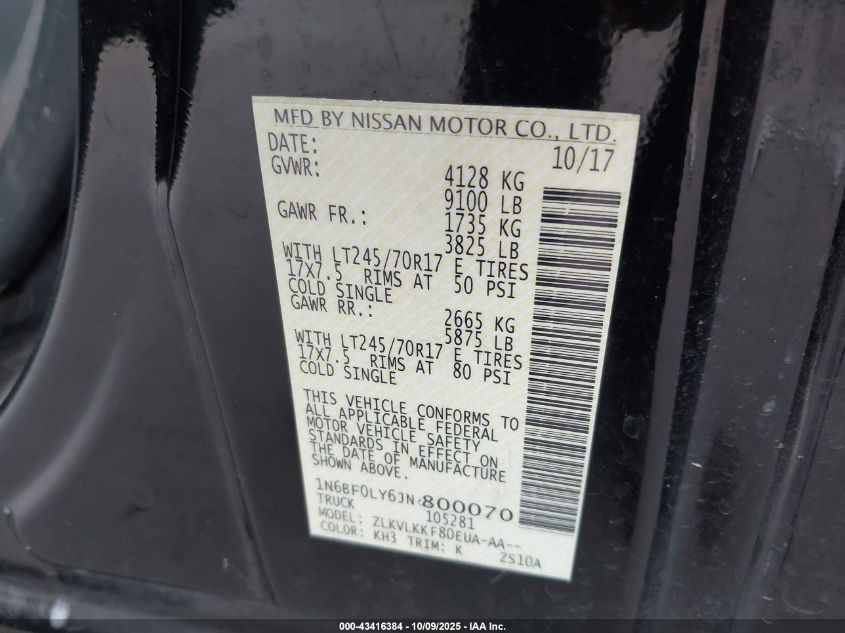 MFD BY NISSAN MOTOR CO., LTD.
DATE: 10/17
GVWR: 4128 KG
9100 LB
GAWR FR.: 1735 KG
3825 LB
WITH LT245/70R17 E TIRES
17X7.5 RIMS AT 50 PSI
COLD SINGLE
GAWR RR.: 2665 KG
5875 LB
WITH LT245/70R17 E TIRES
17X7.5 RIMS AT 80 PSI
COLD SINGLE
THIS VEHICLE CONFORMS TO
ALL APPLICABLE FEDERAL
MOTOR VEHICLE SAFETY
STANDARDS IN EFFECT ON
THE DATE OF MANUFACTURE
SHOWN ABOVE.
1N6BF0LY6JN800070
TRUCK 105281
MODEL: ZLKVLKKF80EUA-AA--
COLOR: KH3 TRIM: K 2S10A
000-43416384 - 10/09/2025 - IAA Inc.